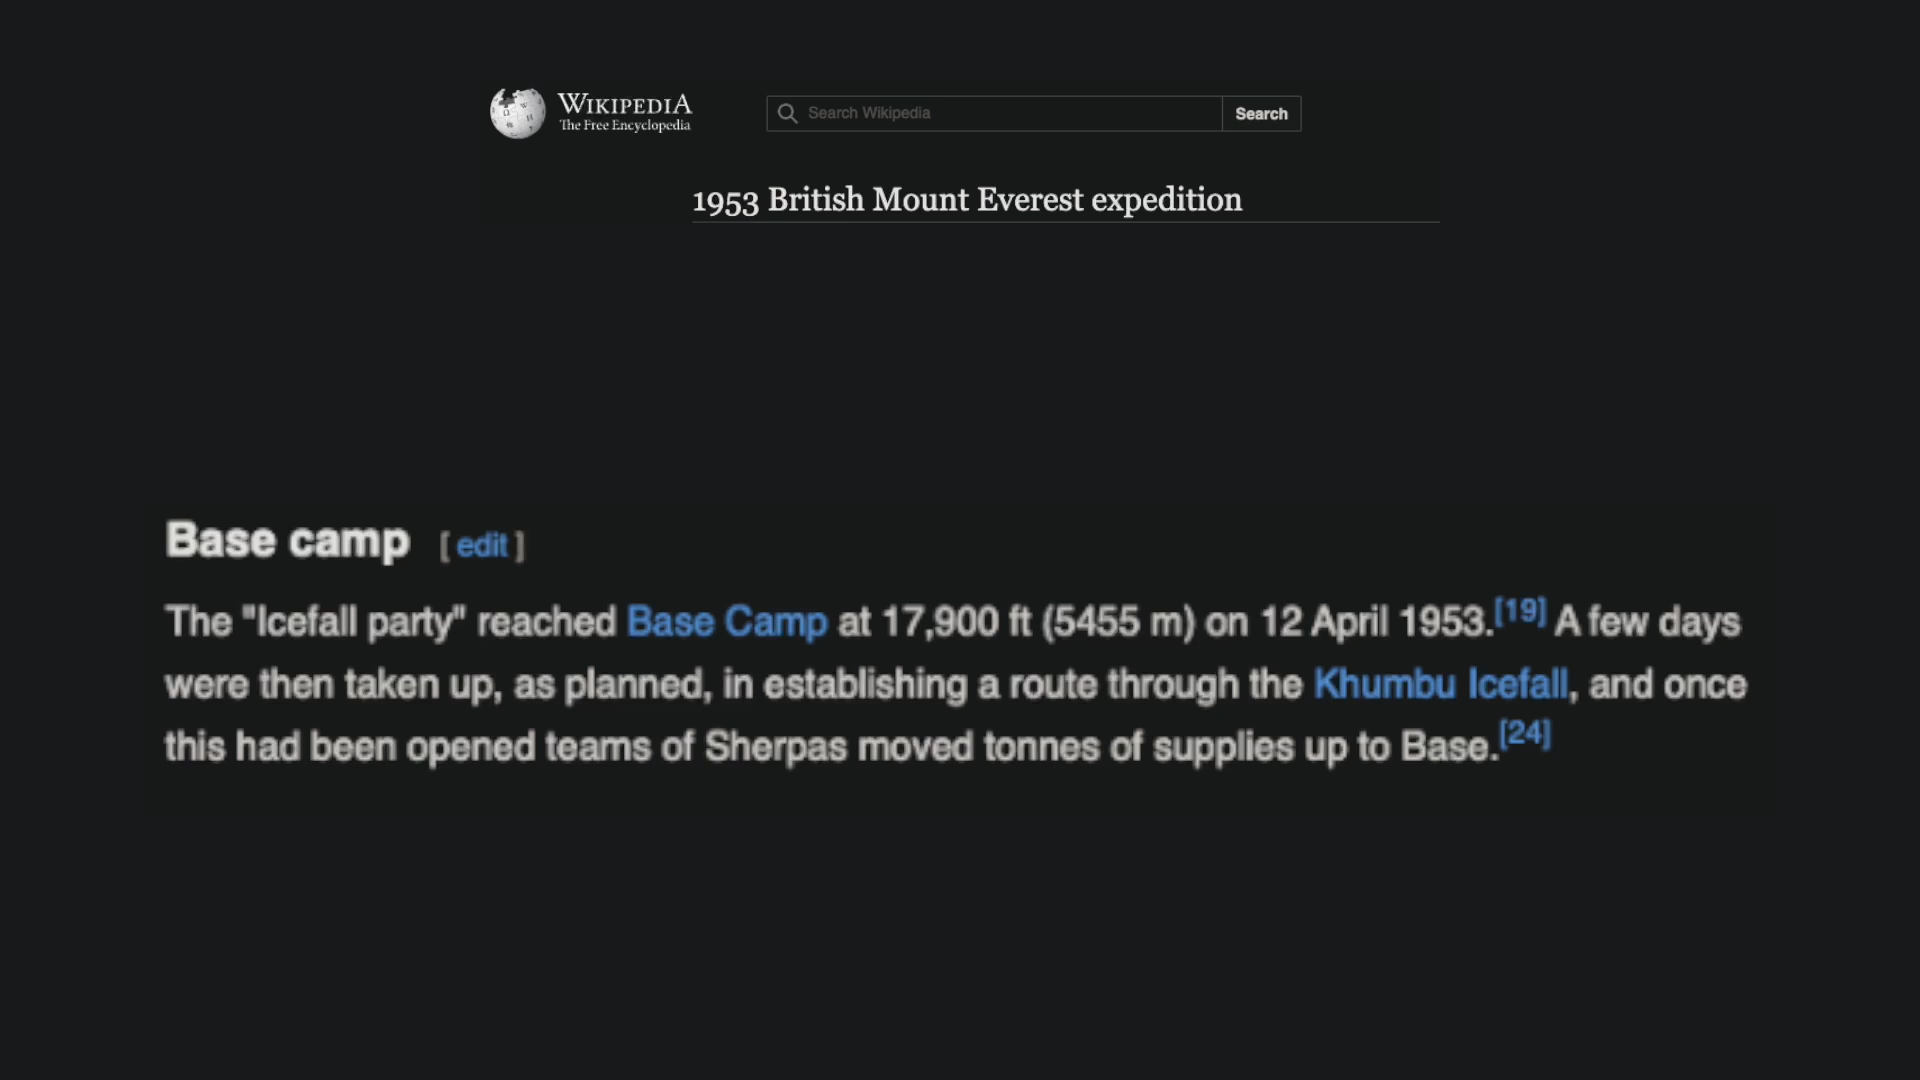 WIKIPEDIA
The Free Encyclopedia
Search Wikipedia
Search
1953 British Mount Everest expedition
Base camp [ edit ]
The "Icefall party" reached Base Camp at 17,900 ft (5455 m) on 12 April 1953.[19] A few days
were then taken up, as planned, in establishing a route through the Khumbu Icefall, and once
this had been opened teams of Sherpas moved tonnes of supplies up to Base.[24]